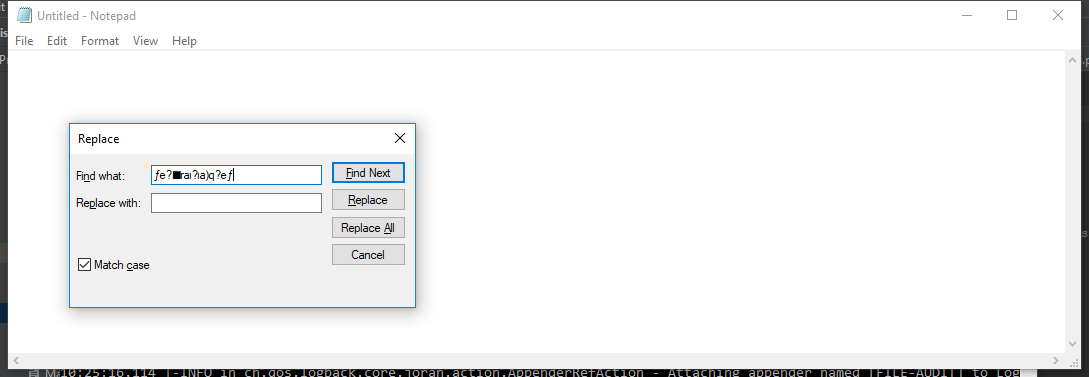 Untitled - Notepad
File Edit Format View Help
Replace
Find what: ƒe?■raı?ıa)q?eƒ
Find Next
Replace with:
Replace
Replace All
Cancel
Match case
10:25:16,114 |-INFO in ch.qos.logback.core.joran.action.AppenderRefAction - Attaching appender named [FILE-AUDIT] to Log